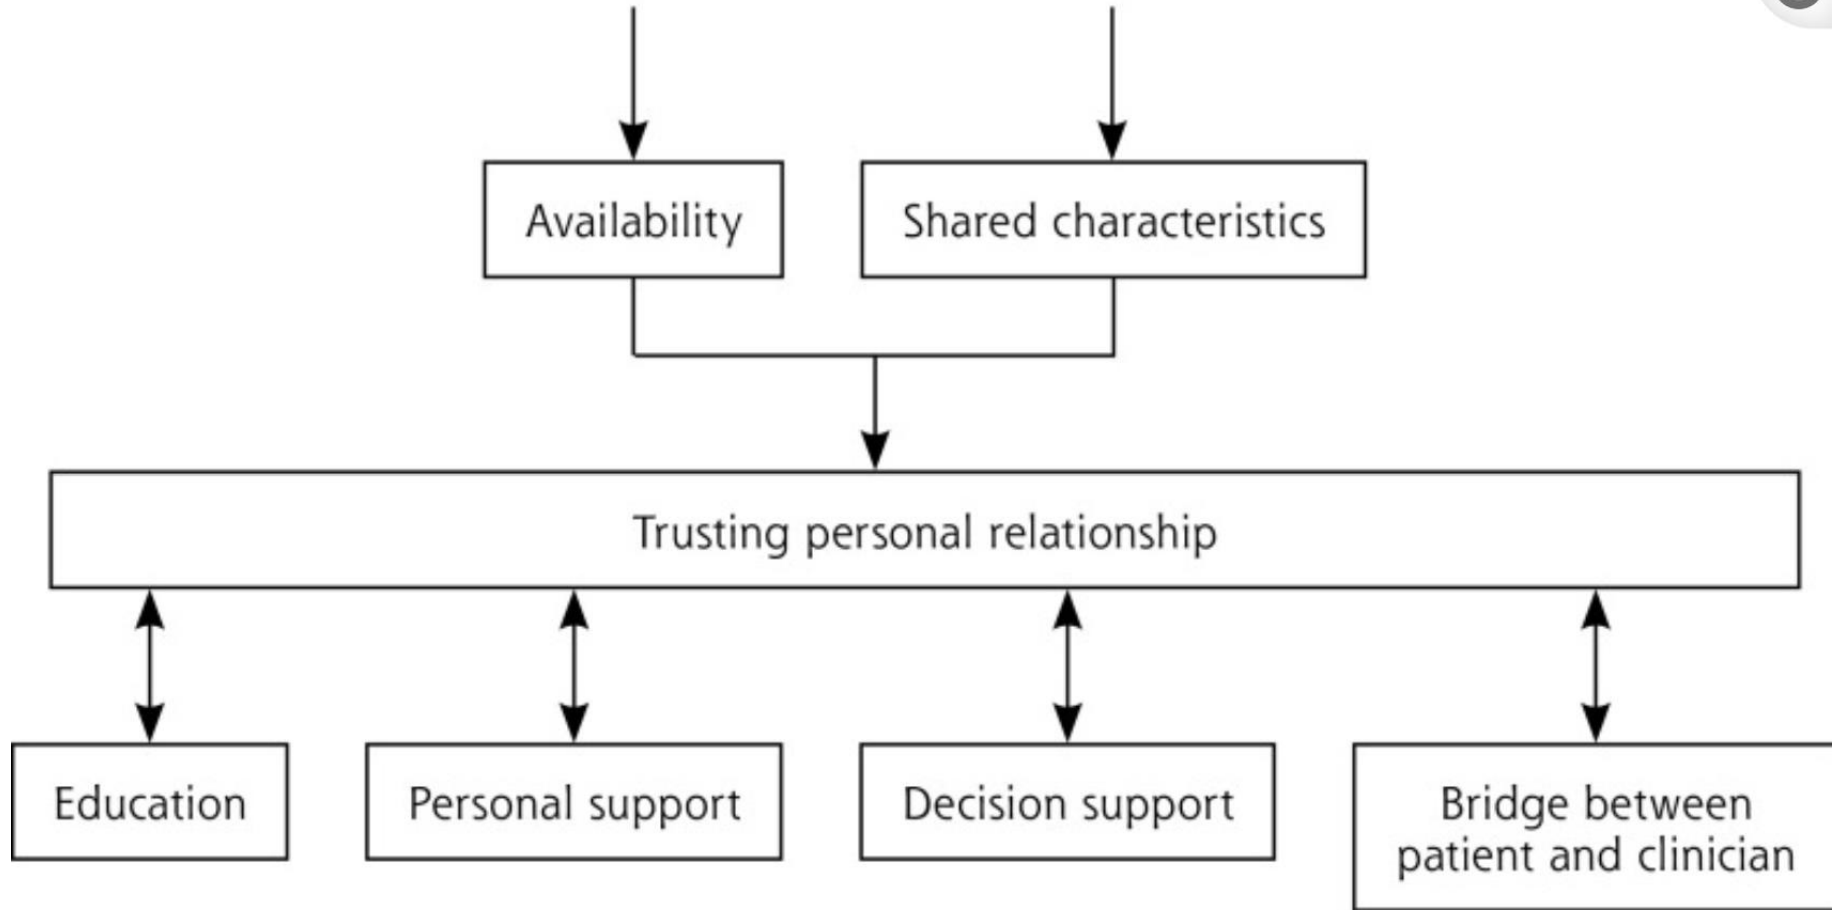 Availability
Shared characteristics
Trusting personal relationship
Education
Personal support
Decision support
Bridge between
patient and clinician